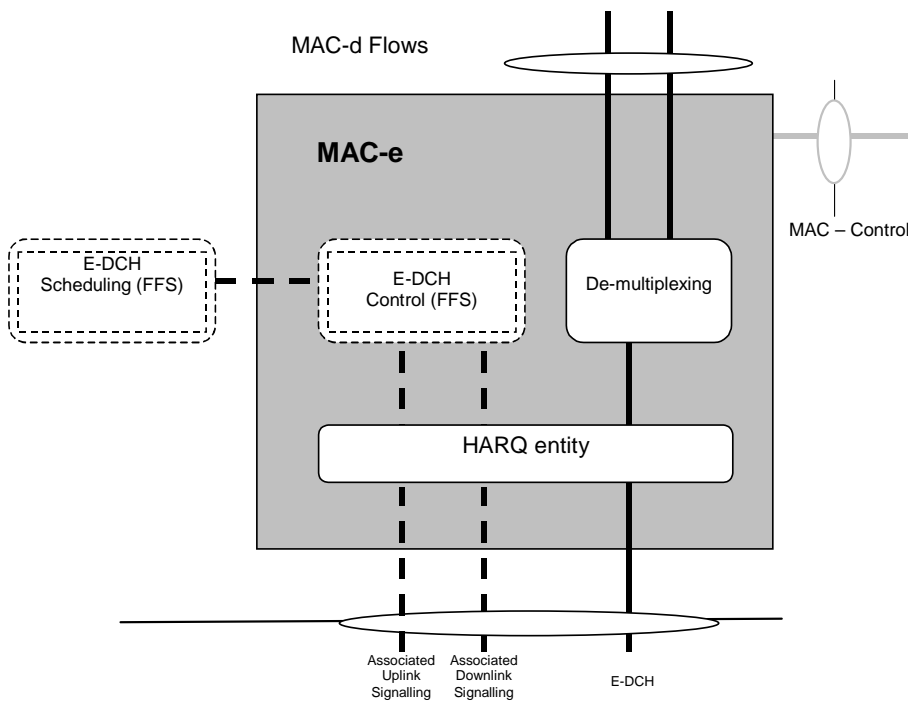 MAC-d Flows
MAC-e
MAC – Control
E-DCH
Scheduling (FFS)
E-DCH
Control (FFS)
De-multiplexing
HARQ entity
Associated
Uplink
Signalling
Associated
Downlink
Signalling
E-DCH